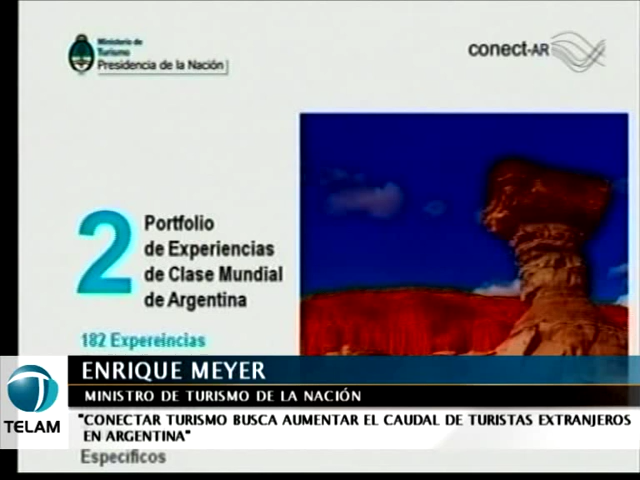 Ministerio de
Turismo
Presidencia de la Nación
conect-AR
2
Portfolio
de Experiencias
de Clase Mundial
de Argentina
182 Expereincias
ENRIQUE MEYER
MINISTRO DE TURISMO DE LA NACIÓN
TELAM
"CONECTAR TURISMO BUSCA AUMENTAR EL CAUDAL DE TURISTAS EXTRANJEROS
EN ARGENTINA"
Específicos